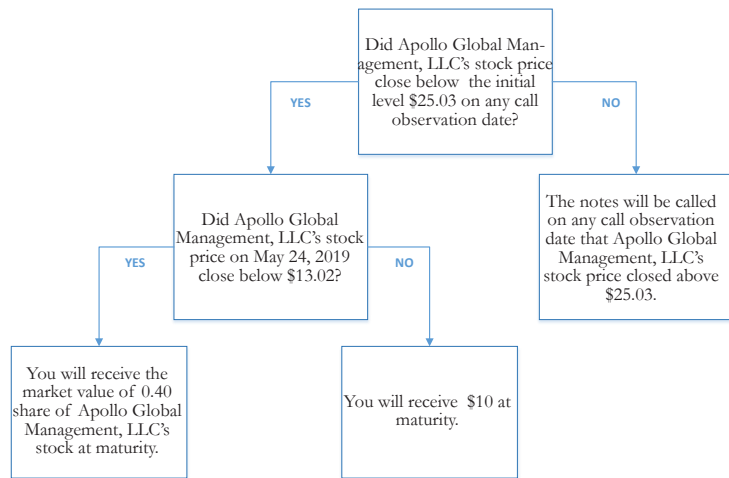 Did Apollo Global Man-
agement, LLC's stock price
close below the initial
level $25.03 on any call
observation date?
YES
NO
Did Apollo Global
Management, LLC's stock
price on May 24, 2019
close below $13.02?
The notes will be called
on any call observation
date that Apollo Global
Management, LLC's
stock price closed above
$25.03.
YES
NO
You will receive the
market value of 0.40
share of Apollo Global
Management, LLC's
stock at maturity.
You will receive $10 at
maturity.